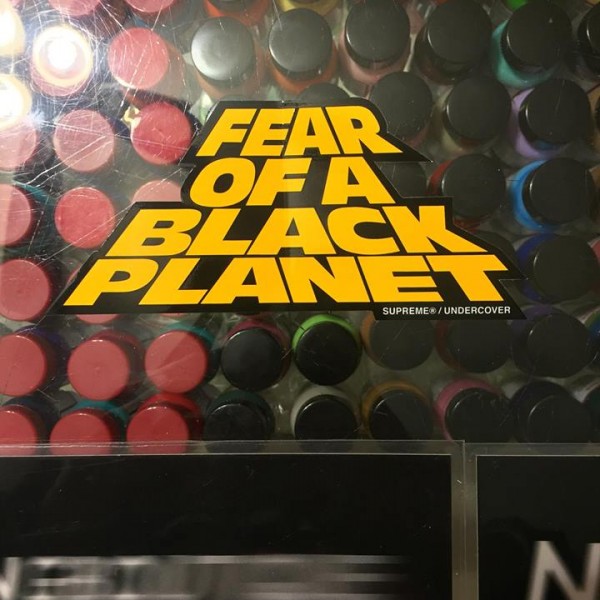 FEAR
OF A
BLACK
PLANET
SUPREME® / UNDERCOVER
N
N